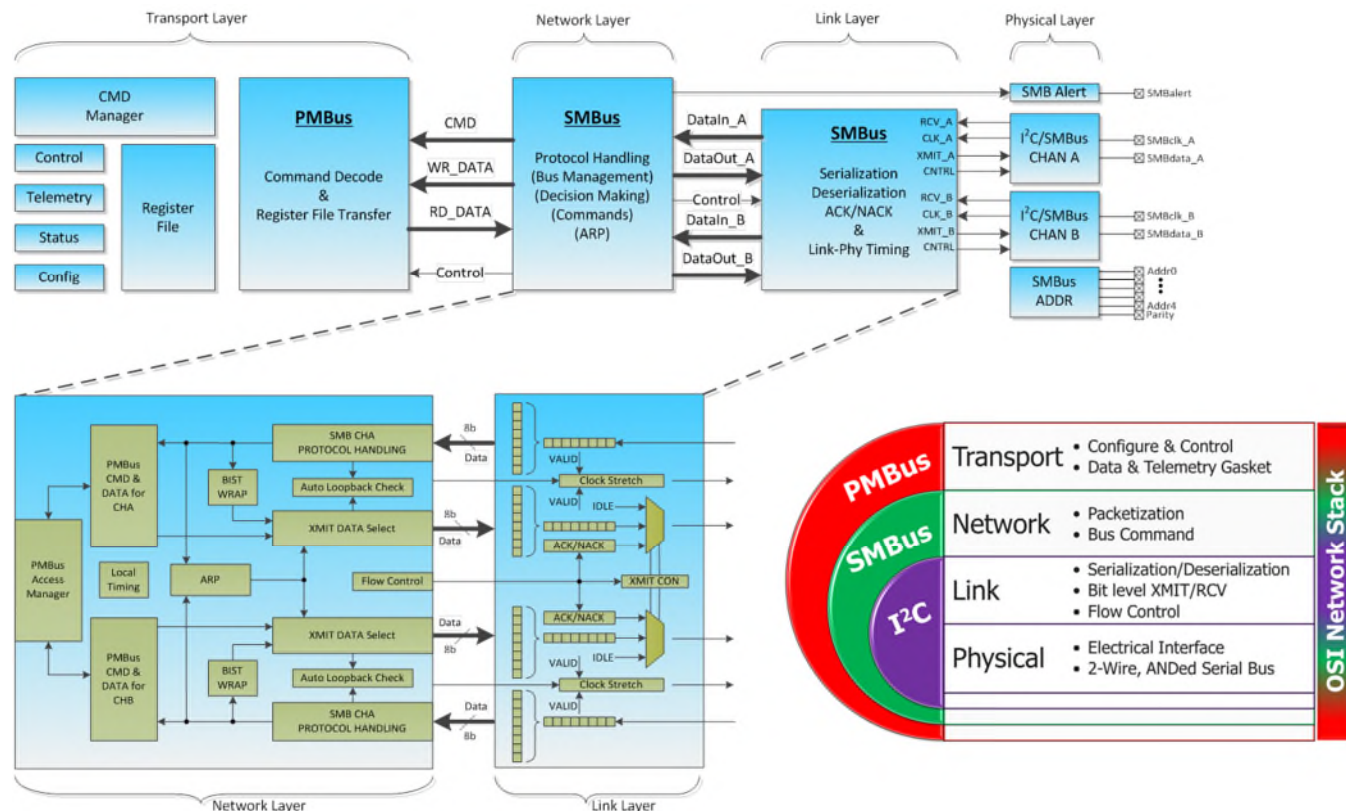 Transport Layer
Network Layer
Link Layer
Physical Layer
CMD
Manager
Control
Telemetry
Status
Config
Register
File
PMBus
Command Decode
&
Register File Transfer
CMD
WR_DATA
RD_DATA
Control
SMBus
Protocol Handling
(Bus Management)
(Decision Making)
(Commands)
(ARP)
DataIn_A
DataOut_A
Control
DataIn_B
DataOut_B
SMBus
Serialization
Deserialization
ACK/NACK
&
Link-Phy Timing
RCV_A
CLK_A
XMIT_A
CNTRL
RCV_B
CLK_B
XMIT_B
CNTRL
SMB Alert
SMBalert
I²C/SMBus
CHAN A
SMBclk_A
SMBdata_A
I²C/SMBus
CHAN B
SMBclk_B
SMBdata_B
SMBus
ADDR
Addr0
Addr4
Parity
PMBus
Access
Manager
PMBus
CMD &
DATA for
CHA
Local
Timing
PMBus
CMD &
DATA for
CHB
BIST
WRAP
ARP
BIST
WRAP
SMB CHA
PROTOCOL HANDLING
Auto Loopback Check
XMIT DATA Select
Flow Control
XMIT DATA Select
Auto Loopback Check
SMB CHA
PROTOCOL HANDLING
8b
Data
8b
Data
Data
8b
Data
8b
VALID
Clock Stretch
VALID
IDLE
ACK/NACK
XMIT CON
ACK/NACK
IDLE
VALID
Clock Stretch
VALID
Network Layer
Link Layer
PMBus
SMBus
I²C
Transport
• Configure & Control
• Data & Telemetry Gasket
Network
• Packetization
• Bus Command
Link
• Serialization/Deserialization
• Bit level XMIT/RCV
• Flow Control
Physical
• Electrical Interface
• 2-Wire, ANDed Serial Bus
OSI Network Stack